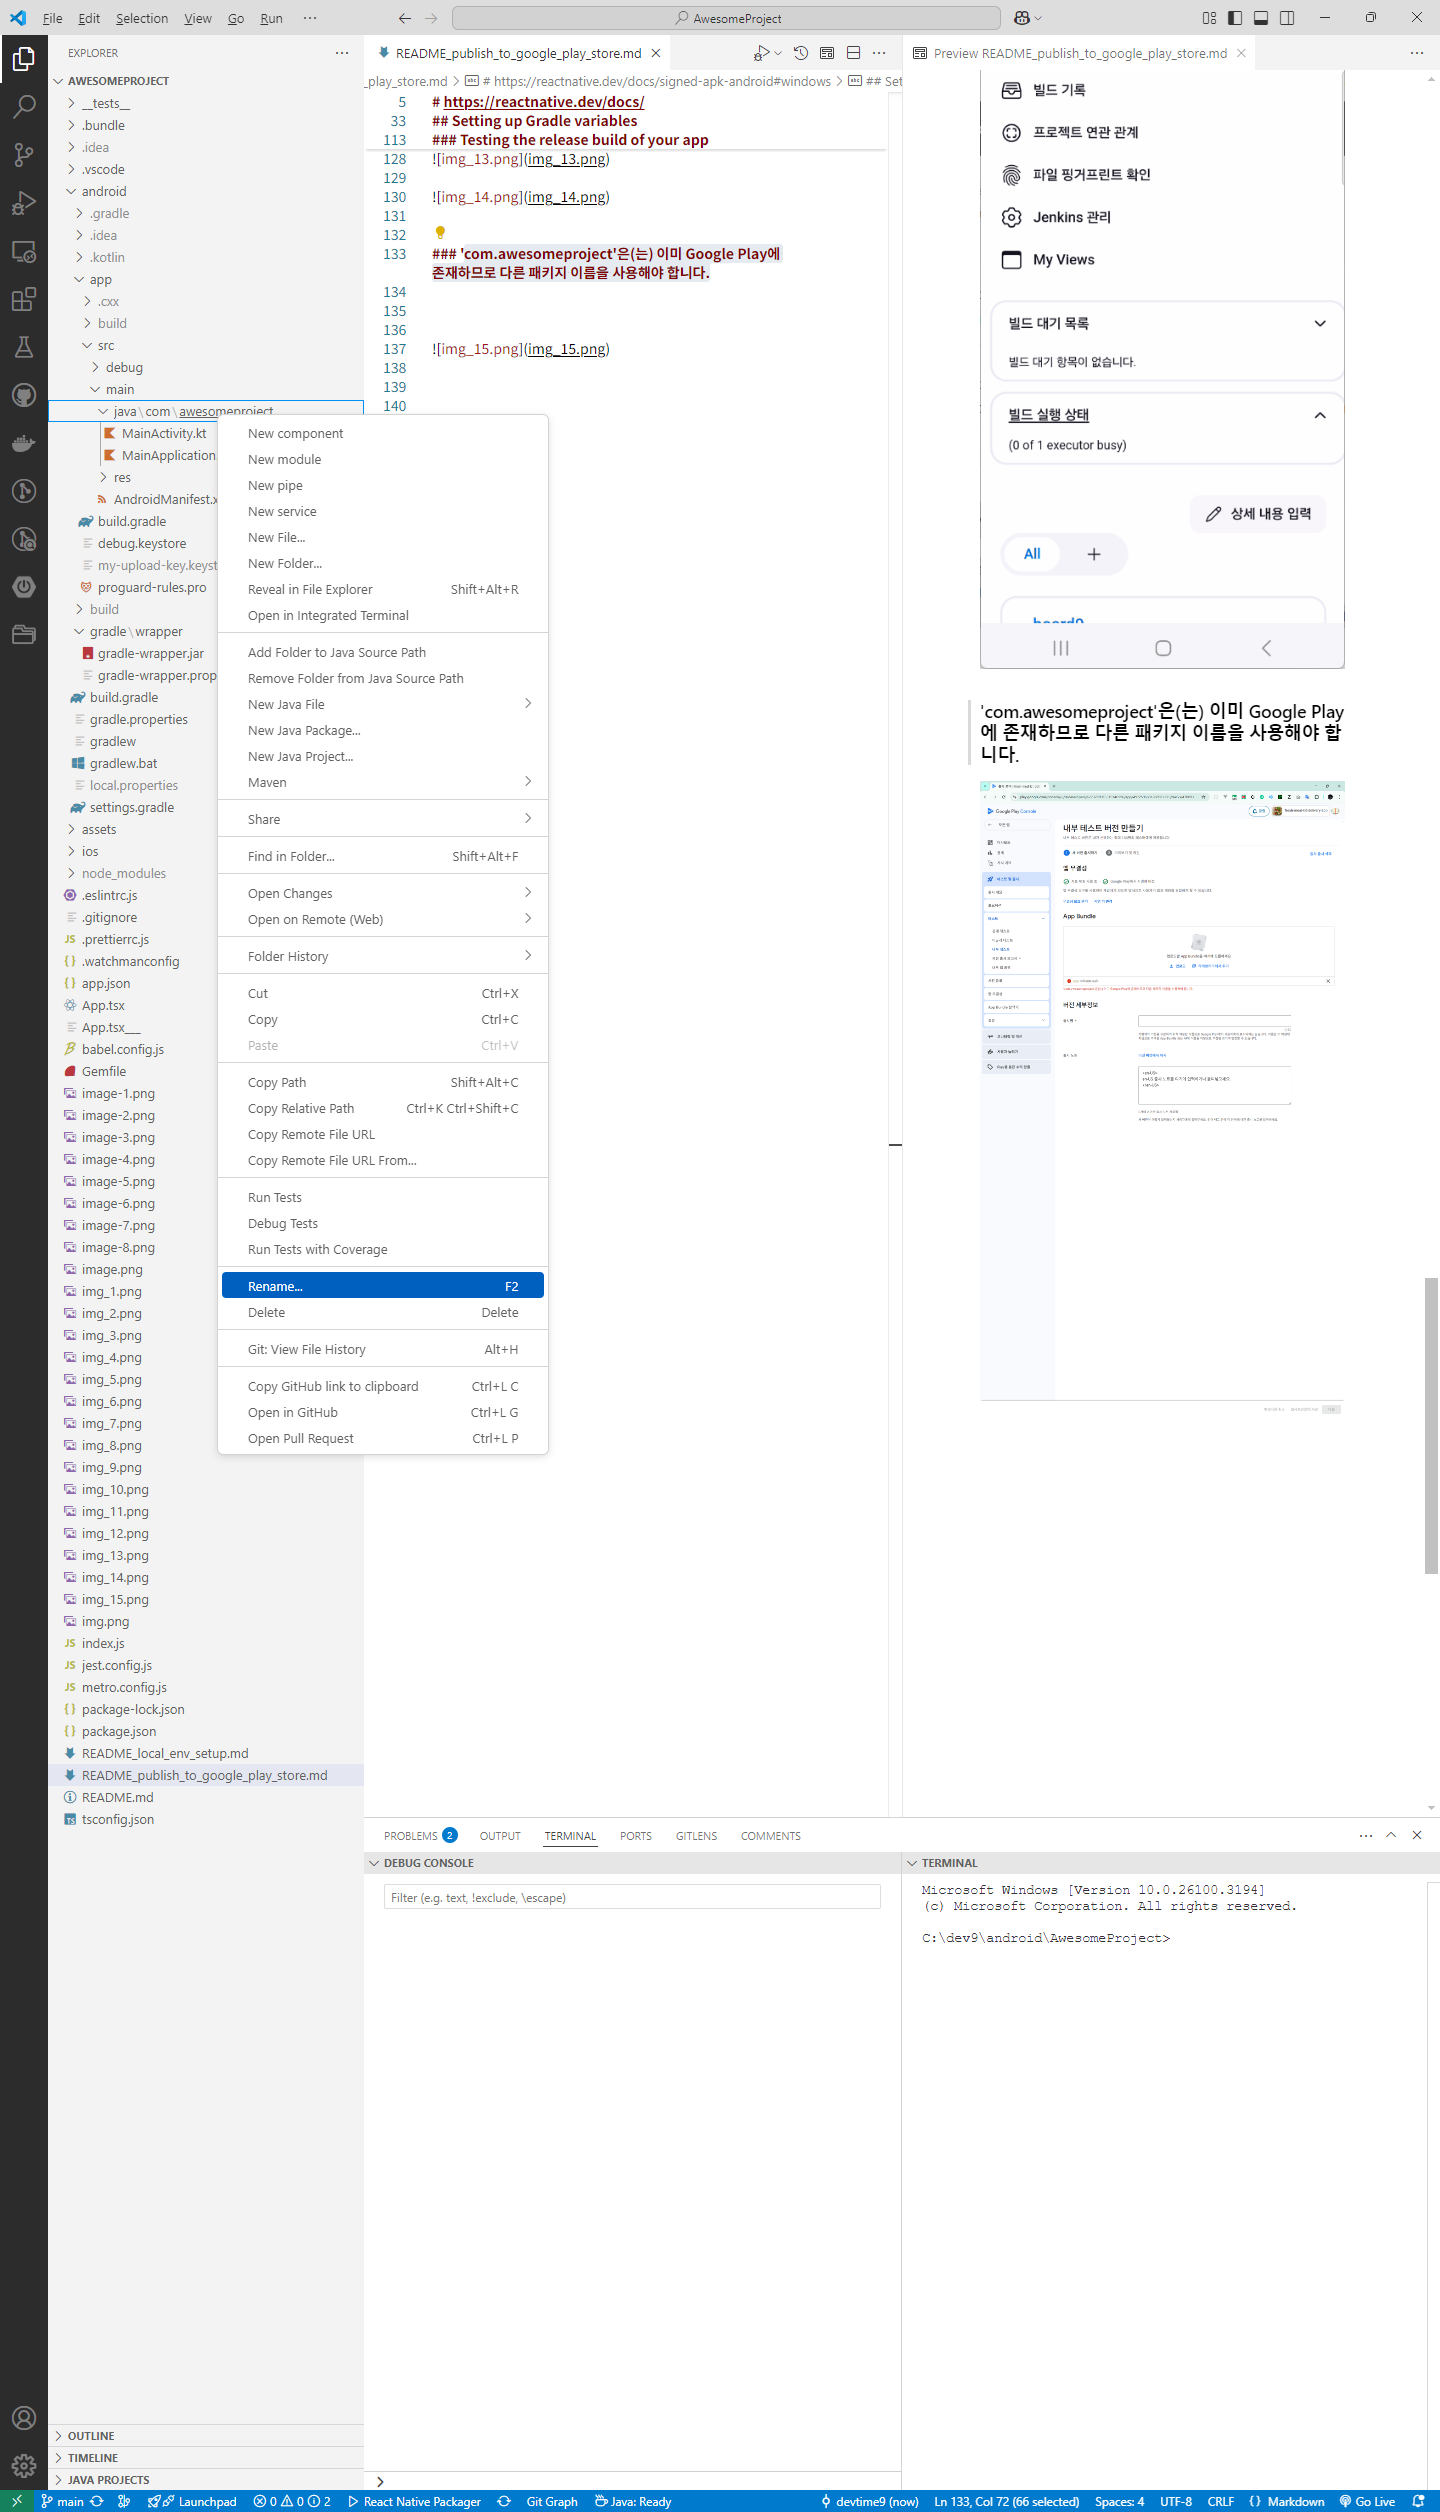 File Edit Selection View Go Run ···
AwesomeProject
EXPLORER
AWESOMEPROJECT
__tests__
.bundle
.idea
.vscode
android
.gradle
.idea
.kotlin
app
.cxx
build
src
debug
main
java\com\awesomeproject
MainActivity.kt
MainApplication
res
AndroidManifest.x
build.gradle
debug.keystore
my-upload-key.keyst
proguard-rules.pro
build
gradle\wrapper
gradle-wrapper.jar
gradle-wrapper.prop
build.gradle
gradle.properties
gradlew
gradlew.bat
local.properties
settings.gradle
assets
ios
node_modules
.eslintrc.js
.gitignore
.prettierrc.js
.watchmanconfig
app.json
App.tsx
App.tsx___
babel.config.js
Gemfile
image-1.png
image-2.png
image-3.png
image-4.png
image-5.png
image-6.png
image-7.png
image-8.png
image.png
img_1.png
img_2.png
img_3.png
img_4.png
img_5.png
img_6.png
img_7.png
img_8.png
img_9.png
img_10.png
img_11.png
img_12.png
img_13.png
img_14.png
img_15.png
img.png
index.js
jest.config.js
metro.config.js
package-lock.json
package.json
README_local_env_setup.md
README_publish_to_google_play_store.md
README.md
tsconfig.json
OUTLINE
TIMELINE
JAVA PROJECTS
README_publish_to_google_play_store.md
_play_store.md > # https://reactnative.dev/docs/signed-apk-android#windows > ## Set
5 # https://reactnative.dev/docs/
33 ## Setting up Gradle variables
113 ### Testing the release build of your app
128 ![img_13.png](img_13.png)
129
130 ![img_14.png](img_14.png)
131
132
133 ### 'com.awesomeproject'은(는) 이미 Google Play에
존재하므로 다른 패키지 이름을 사용해야 합니다.
134
135
136
137 ![img_15.png](img_15.png)
138
139
140
New component
New module
New pipe
New service
New File...
New Folder...
Reveal in File Explorer Shift+Alt+R
Open in Integrated Terminal
Add Folder to Java Source Path
Remove Folder from Java Source Path
New Java File
New Java Package...
New Java Project...
Maven
Share
Find in Folder... Shift+Alt+F
Open Changes
Open on Remote (Web)
Folder History
Cut Ctrl+X
Copy Ctrl+C
Paste Ctrl+V
Copy Path Shift+Alt+C
Copy Relative Path Ctrl+K Ctrl+Shift+C
Copy Remote File URL
Copy Remote File URL From...
Run Tests
Debug Tests
Run Tests with Coverage
Rename... F2
Delete Delete
Git: View File History Alt+H
Copy GitHub link to clipboard Ctrl+L C
Open in GitHub Ctrl+L G
Open Pull Request Ctrl+L P
Preview README_publish_to_google_play_store.md
빌드 기록
프로젝트 연관 관계
파일 핑거프린트 확인
Jenkins 관리
My Views
빌드 대기 목록
빌드 대기 항목이 없습니다.
빌드 실행 상태
(0 of 1 executor busy)
상세 내용 입력
All +
'com.awesomeproject'은(는) 이미 Google Play
에 존재하므로 다른 패키지 이름을 사용해야 합
니다.
Google Play Console
내부 테스트 버전 만들기
앱 무결성
App Bundle
버전 세부정보
PROBLEMS 2 OUTPUT TERMINAL PORTS GITLENS COMMENTS
DEBUG CONSOLE
Filter (e.g. text, !exclude, \escape)
TERMINAL
Microsoft Windows [Version 10.0.26100.3194]
(c) Microsoft Corporation. All rights reserved.
C:\dev9\android\AwesomeProject>
main Launchpad 0 0 2 React Native Packager Git Graph Java: Ready devtime9 (now) Ln 133, Col 72 (66 selected) Spaces: 4 UTF-8 CRLF {} Markdown Go Live